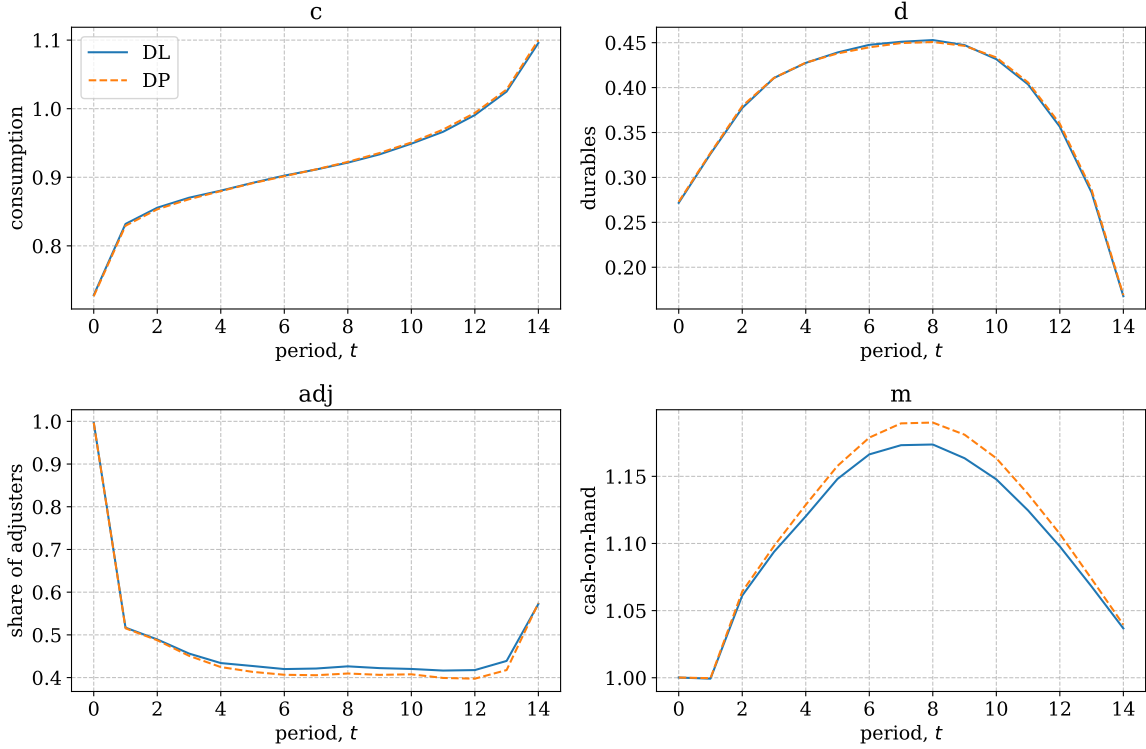 c
consumption
1.1
1.0
0.9
0.8
DL
DP
0 2 4 6 8 10 12 14
period, t
d
durables
0.45
0.40
0.35
0.30
0.25
0.20
0 2 4 6 8 10 12 14
period, t
adj
share of adjusters
1.0
0.9
0.8
0.7
0.6
0.5
0.4
0 2 4 6 8 10 12 14
period, t
m
cash-on-hand
1.15
1.10
1.05
1.00
0 2 4 6 8 10 12 14
period, t